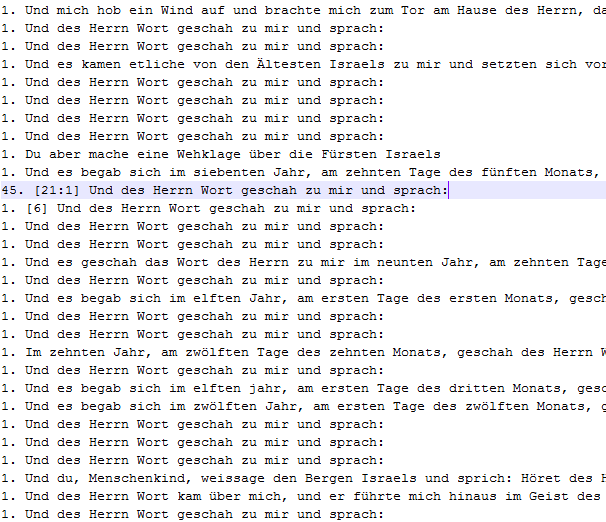 1. Und mich hob ein Wind auf und brachte mich zum Tor am Hause des Herrn,
1. Und des Herrn Wort geschah zu mir und sprach:
1. Und des Herrn Wort geschah zu mir und sprach:
1. Und es kamen etliche von den Ältesten Israels zu mir und setzten sich vor
1. Und des Herrn Wort geschah zu mir und sprach:
1. Und des Herrn Wort geschah zu mir und sprach:
1. Und des Herrn Wort geschah zu mir und sprach:
1. Und des Herrn Wort geschah zu mir und sprach:
1. Du aber mache eine Wehklage über die Fürsten Israels
1. Und es begab sich im siebenten Jahr, am zehnten Tage des fünften Monats,
45. [21:1] Und des Herrn Wort geschah zu mir und sprach:
1. [6] Und des Herrn Wort geschah zu mir und sprach:
1. Und des Herrn Wort geschah zu mir und sprach:
1. Und des Herrn Wort geschah zu mir und sprach:
1. Und es geschah das Wort des Herrn zu mir im neunten Jahr, am zehnten Tage
1. Und des Herrn Wort geschah zu mir und sprach:
1. Und es begab sich im elften Jahr, am ersten Tage des ersten Monats, gesch
1. Und des Herrn Wort geschah zu mir und sprach:
1. Und des Herrn Wort geschah zu mir und sprach:
1. Im zehnten Jahr, am zwölften Tage des zehnten Monats, geschah des Herrn
1. Und des Herrn Wort geschah zu mir und sprach:
1. Und es begab sich im elften jahr, am ersten Tage des dritten Monats, gesc
1. Und es begab sich im zwölften Jahr, am ersten Tage des zwölften Monats,
1. Und des Herrn Wort geschah zu mir und sprach:
1. Und des Herrn Wort geschah zu mir und sprach:
1. Und des Herrn Wort geschah zu mir und sprach:
1. Und du, Menschenkind, weissage den Bergen Israels und sprich: Höret des
1. Und des Herrn Wort kam über mich, und er führte mich hinaus im Geist des
1. Und des Herrn Wort geschah zu mir und sprach: